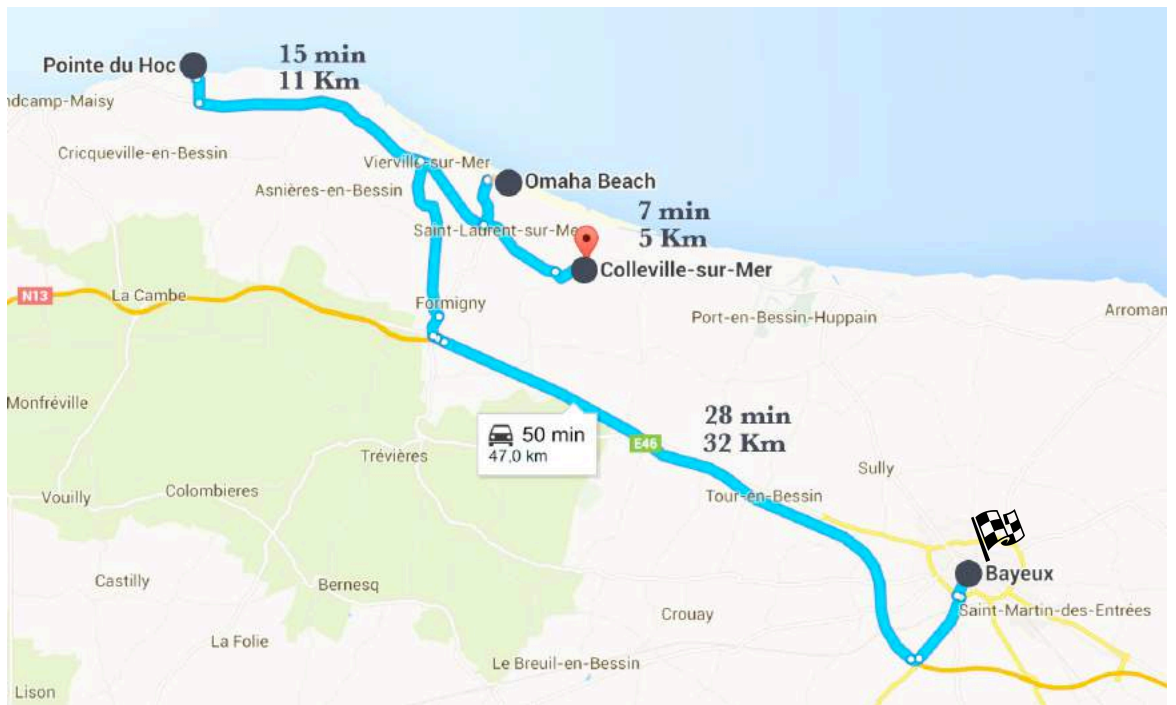 15 min
11 Km
Pointe du Hoc
ndcamp-Maisy
Cricqueville-en-Bessin
Vierville-sur-Mer
Asnières-en-Bessin
Omaha Beach
7 min
5 Km
Saint-Laurent-sur-Me
Colleville-sur-Mer
N13
La Cambe
Formigny
Port-en-Bessin-Huppain
Arroman
Monfréville
50 min
47,0 km
28 min
32 Km
E46
Trévières
Sully
Vouilly
Colombieres
Tour-en-Bessin
Castilly
Bernesq
Bayeux
Crouay
Saint-Martin-des-Entrées
La Folie
Le Breuil-en-Bessin
Lison